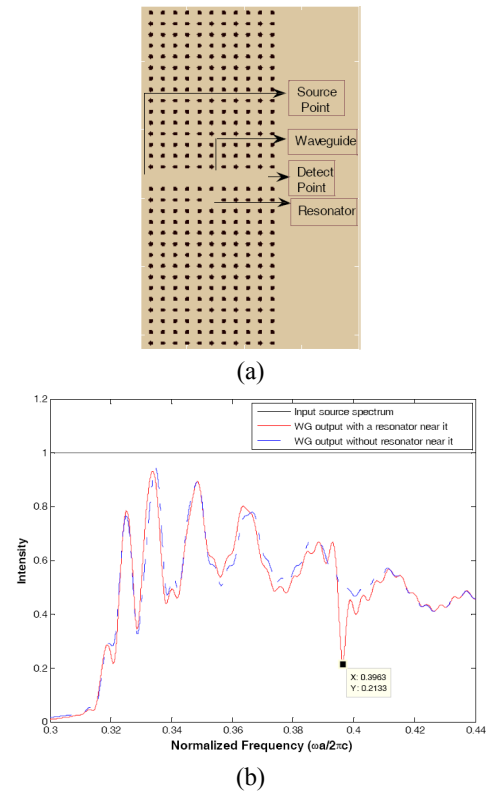 Source
Point
Waveguide
Detect
Point
Resonator
(a)
Input source spectrum
WG output with a resonator near it
WG output without resonator near it
1.2
1
0.8
0.6
0.4
0.2
0
Intensity
X: 0.3963
Y: 0.2133
0.3 0.32 0.34 0.36 0.38 0.4 0.42 0.44
Normalized Frequency (ωa/2πc)
(b)